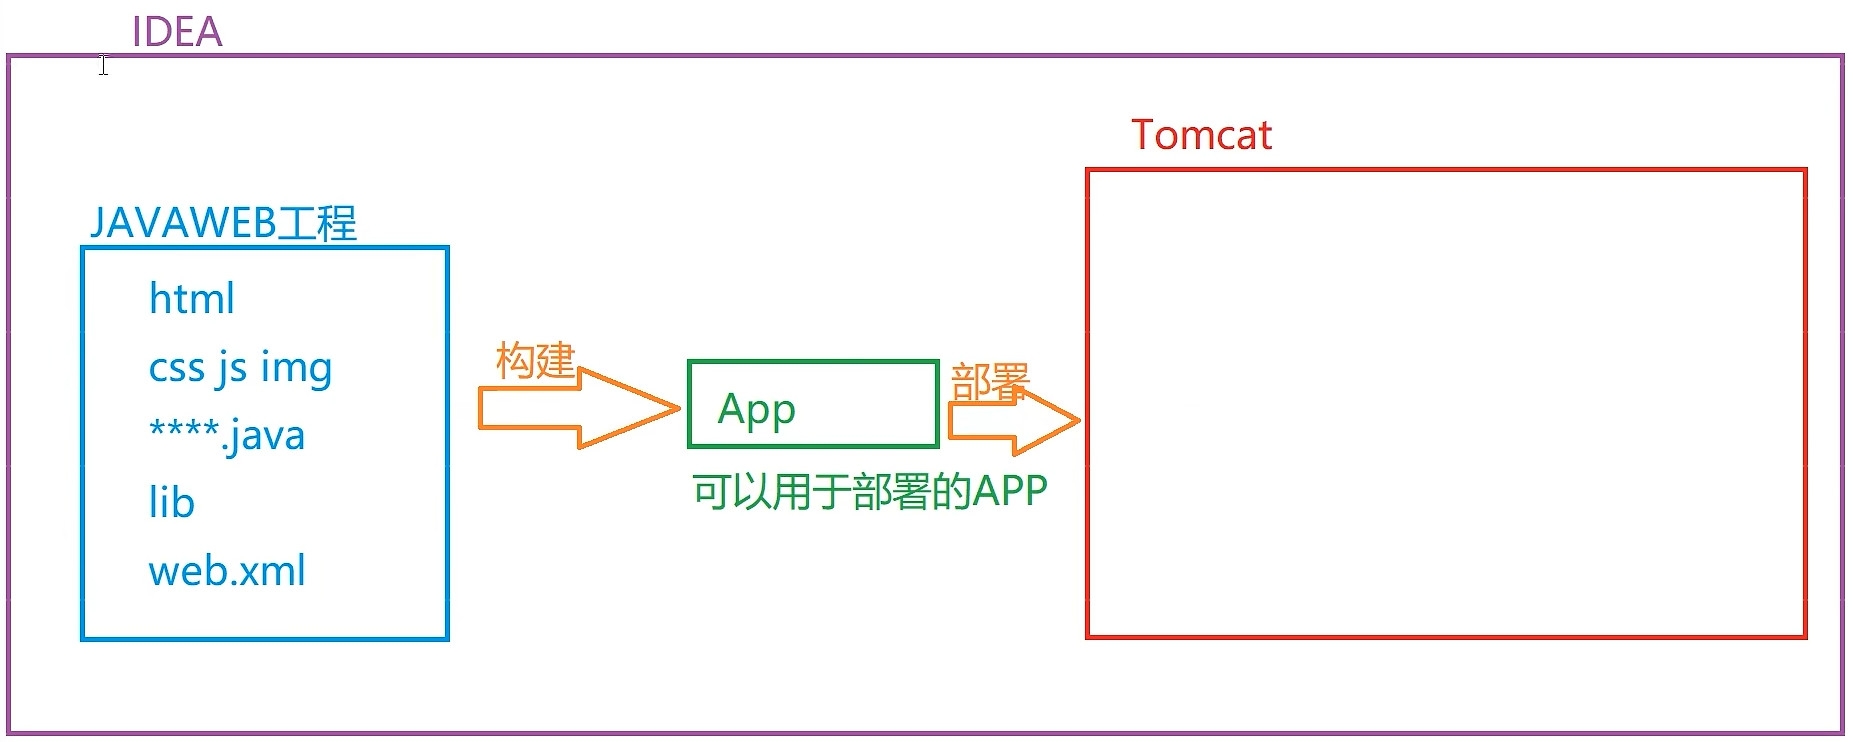 IDEA
Tomcat
JAVAWEB工程
html
css js img
****.java
lib
web.xml
构建
App
可以用于部署的APP
部署